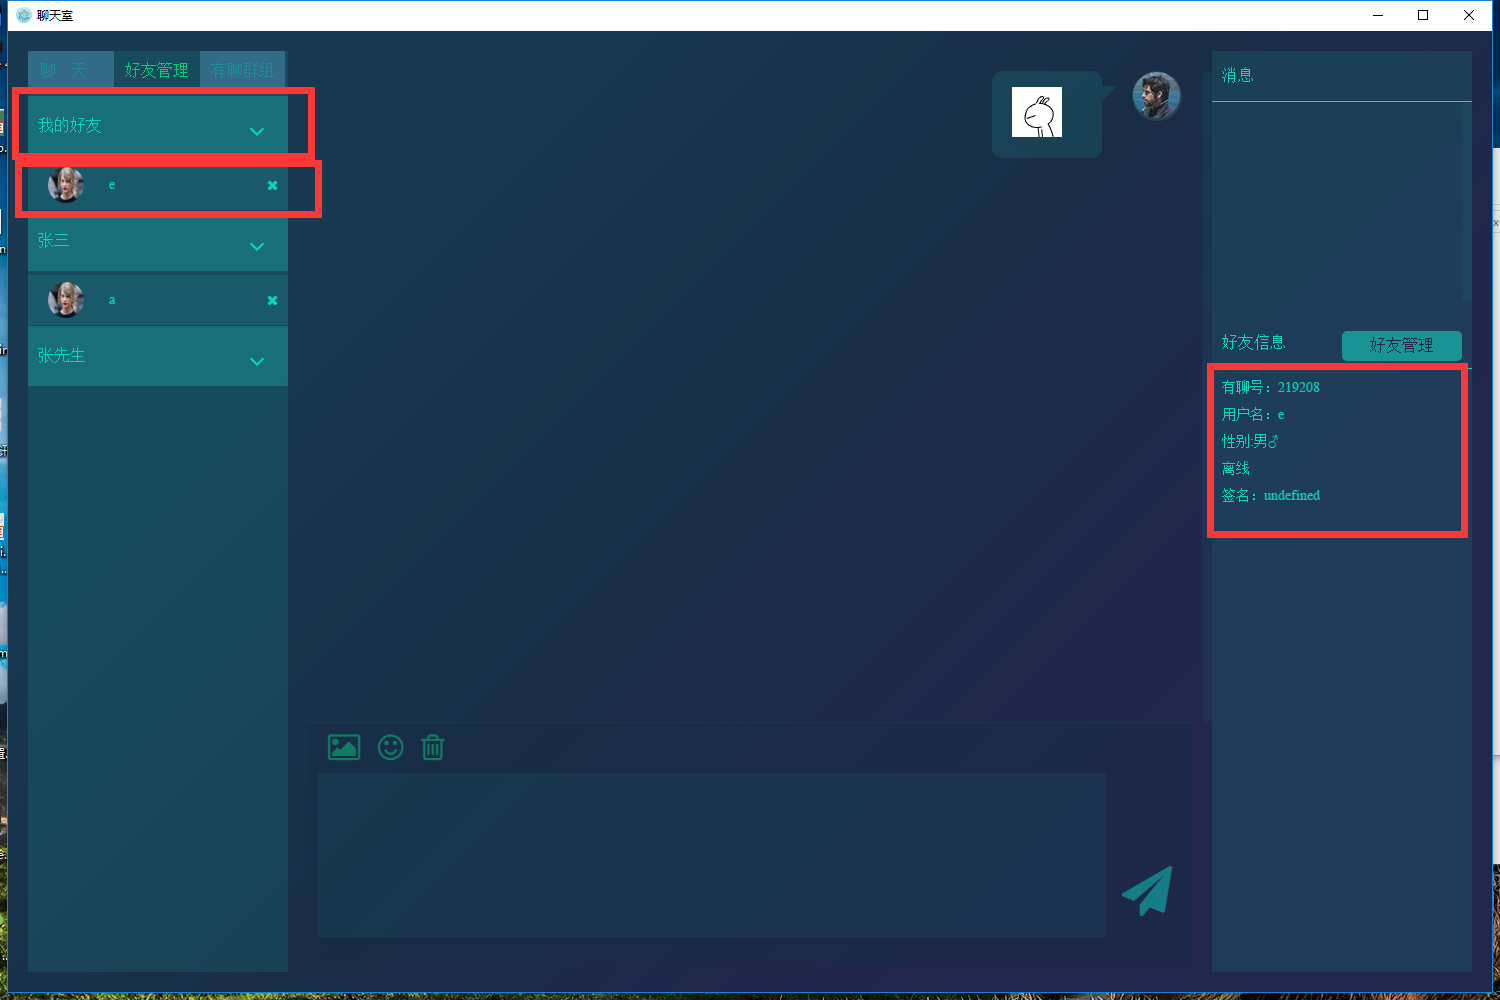 聊天室
聊 天
好友管理
有聊群组
我的好友
e
张三
a
张先生
消息
好友信息
好友管理
有聊号：219208
用户名：e
性别:男♂
离线
签名：undefined